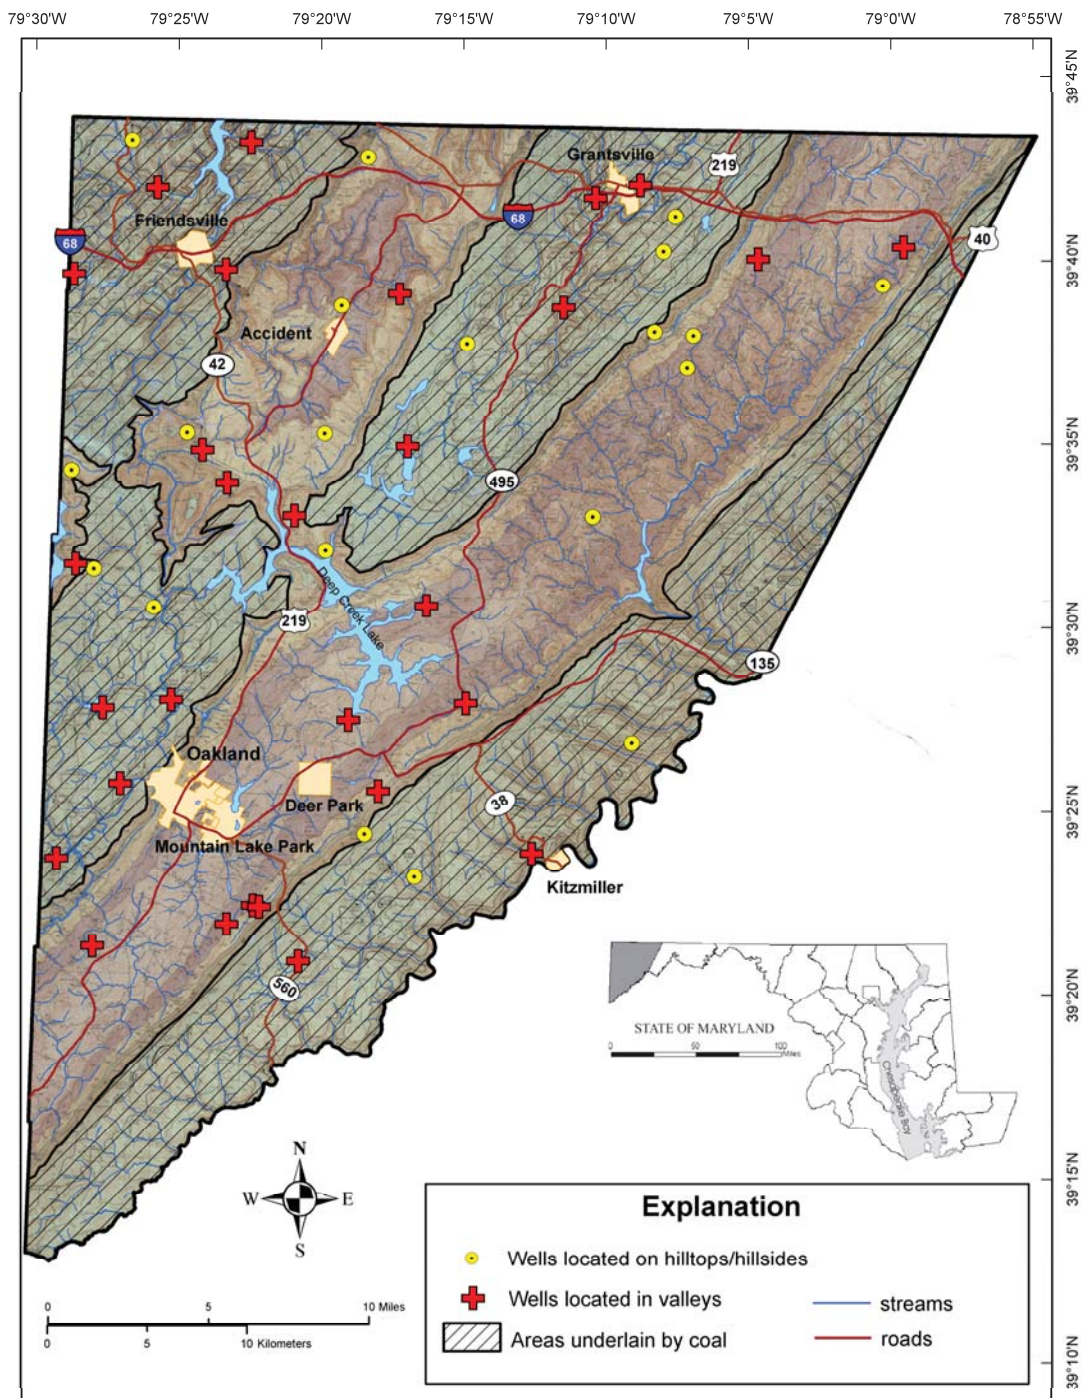 79°30'W 79°25'W 79°20'W 79°15'W 79°10'W 79°5'W 79°0'W 78°55'W
39°45'N
Grantsville
219
Friendsville
68
68
40
39°40'N
Accident
42
39°35'N
495
Deep Creek Lake
39°30'N
219
135
Oakland
Deer Park
38
39°25'N
Mountain Lake Park
Kitzmiller
560
39°20'N
STATE OF MARYLAND
0 50 100
Miles
Chesapeake Bay
N
W E
S
39°15'N
Explanation
Wells located on hilltops/hillsides
Wells located in valleys
streams
Areas underlain by coal
roads
0 5 10 Miles
0 5 10 Kilometers
39°10'N